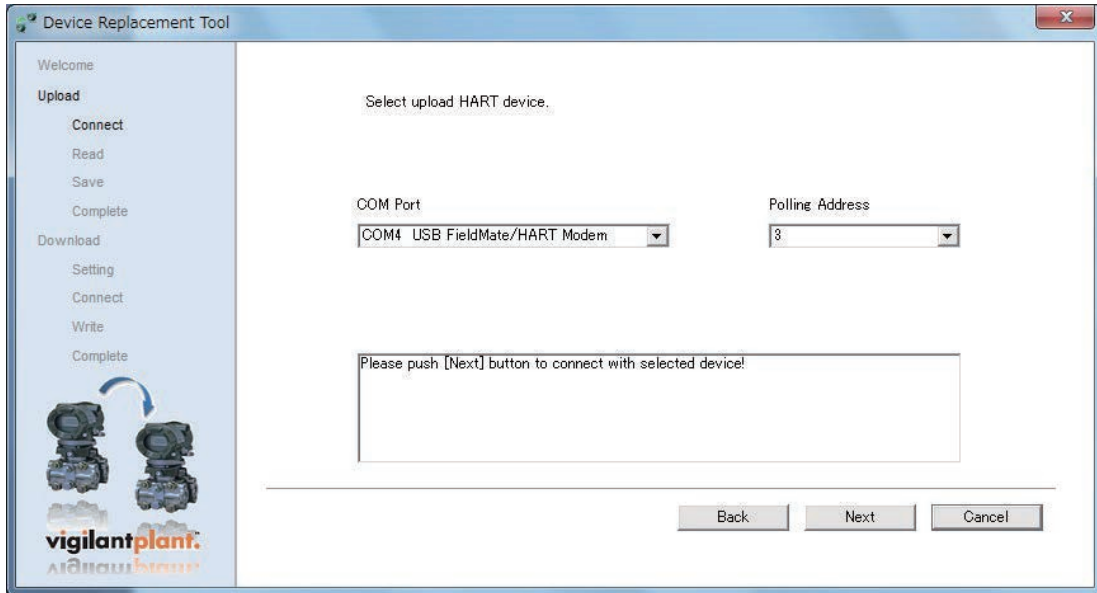 Device Replacement Tool
Welcome
Upload
Connect
Read
Save
Complete
Download
Setting
Connect
Write
Complete
vigilantplant.™
Select upload HART device.
COM Port
Polling Address
COM4 USB FieldMate/HART Modem
3
Please push [Next] button to connect with selected device!
Back
Next
Cancel